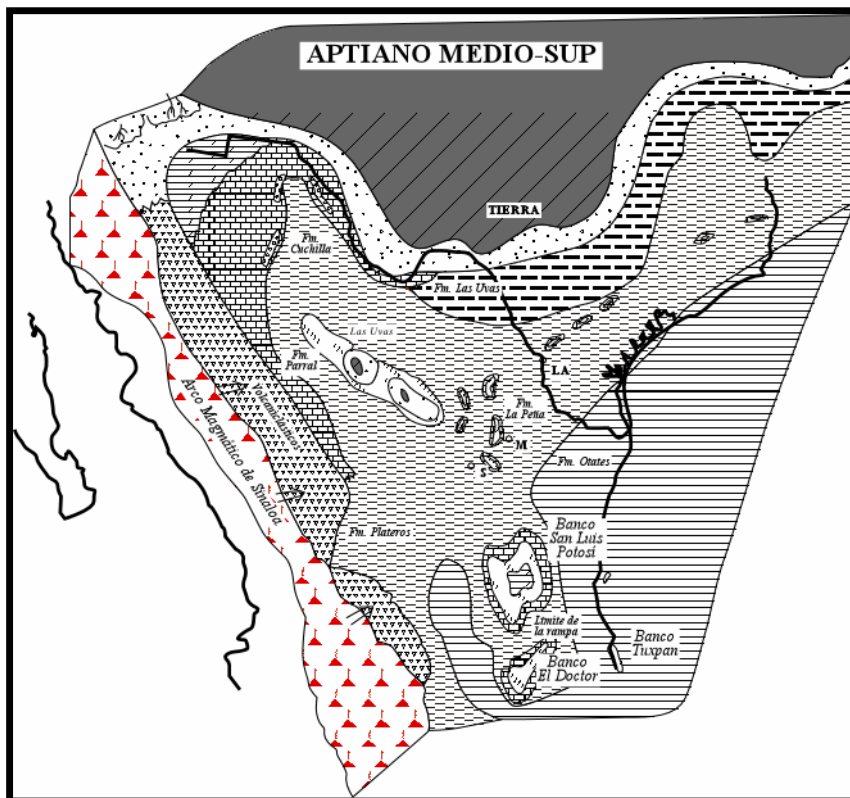 APTIANO MEDIO-SUP
TIERRA
Fm.
Cuchilla
Fm. Las Uvas
Las Uvas
Fm.
Parral
LA
Volcaniclásticos
Fm.
La Peña
M
S
Arco Magmático de Sinaloa
Fm. Otates
Fm. Plateros
Banco
San Luis
Potosi
Límite de
la rampa
Banco
El Doctor
Banco
Tuxpan